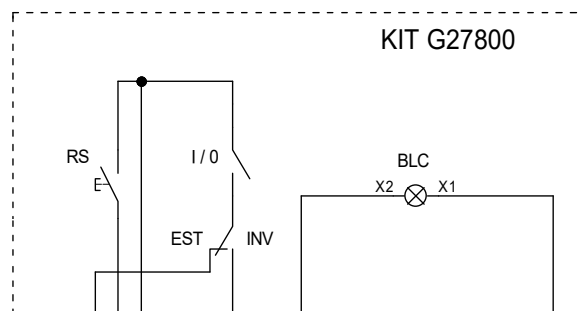 KIT G27800
RS
I / 0
BLC
X2
X1
EST
INV